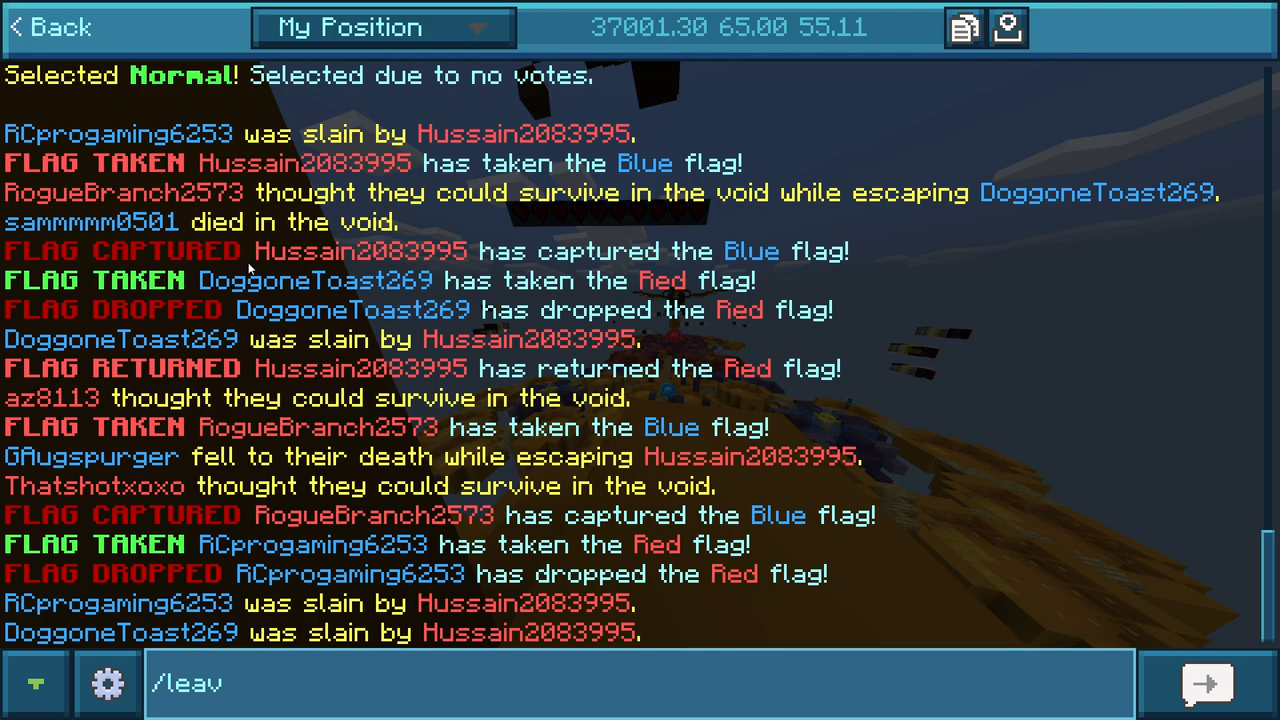 < Back
My Position
37001.30 65.00 55.11
Selected Normal! Selected due to no votes.
RCprogaming6253 was slain by Hussain2083995.
FLAG TAKEN Hussain2083995 has taken the Blue flag!
RogueBranch2573 thought they could survive in the void while escaping DoggoneToast269.
sammmmm0501 died in the void.
FLAG CAPTURED Hussain2083995 has captured the Blue flag!
FLAG TAKEN DoggoneToast269 has taken the Red flag!
FLAG DROPPED DoggoneToast269 has dropped the Red flag!
DoggoneToast269 was slain by Hussain2083995.
FLAG RETURNED Hussain2083995 has returned the Red flag!
az8113 thought they could survive in the void.
FLAG TAKEN RogueBranch2573 has taken the Blue flag!
GAugspurger fell to their death while escaping Hussain2083995.
Thatshotxoxo thought they could survive in the void.
FLAG CAPTURED RogueBranch2573 has captured the Blue flag!
FLAG TAKEN RCprogaming6253 has taken the Red flag!
FLAG DROPPED RCprogaming6253 has dropped the Red flag!
RCprogaming6253 was slain by Hussain2083995.
DoggoneToast269 was slain by Hussain2083995.
/leav